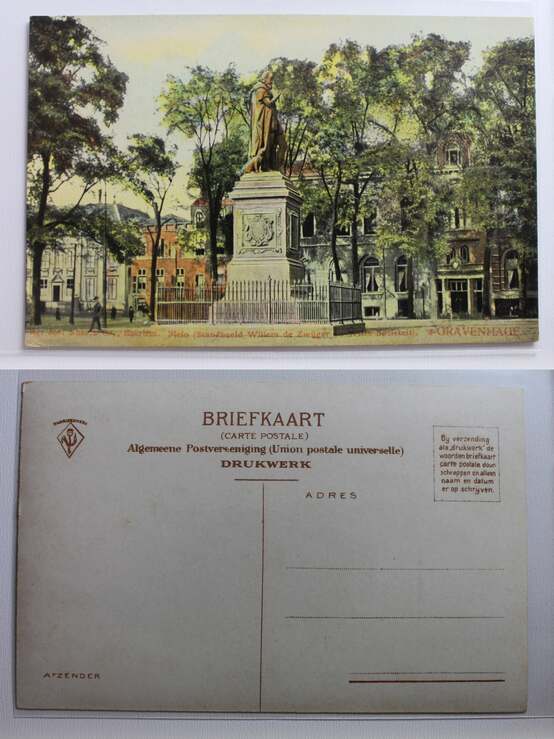 Plein (Standbeeld Willem de Zwijger)
'S GRAVENHAGE.
BRIEFKAART
(CARTE POSTALE)
Algemeene Postvereeniging (Union postale universelle)
DRUKWERK
Bij verzending
als „drukwerk" de
woorden briefkaart
carte postale door
schrappen en alleen
naam en datum
er op schrijven.
ADRES
AFZENDER